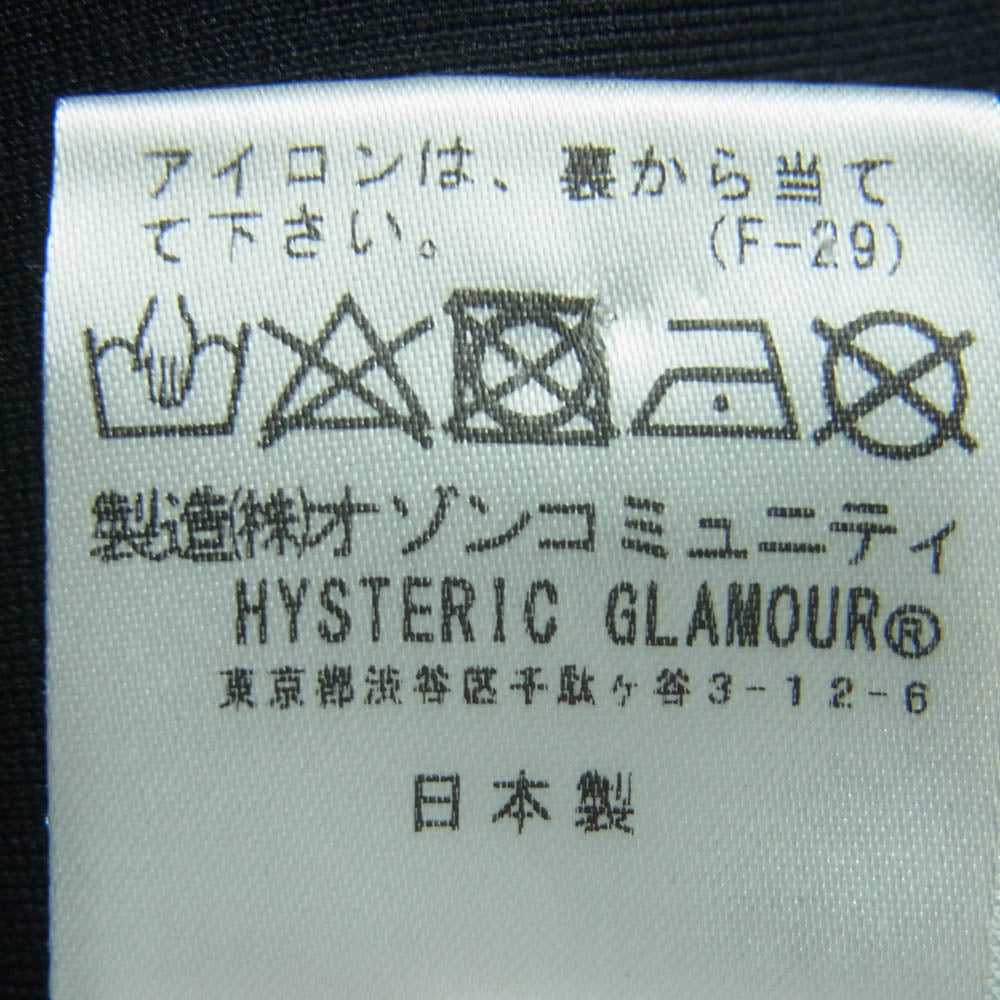 アイロンは、裏から当て
て下さい。 (F-29)
製造(株)オゾンコミュニティ
HYSTERIC GLAMOUR®
東京都渋谷区千駄ヶ谷3-12-6
日本製